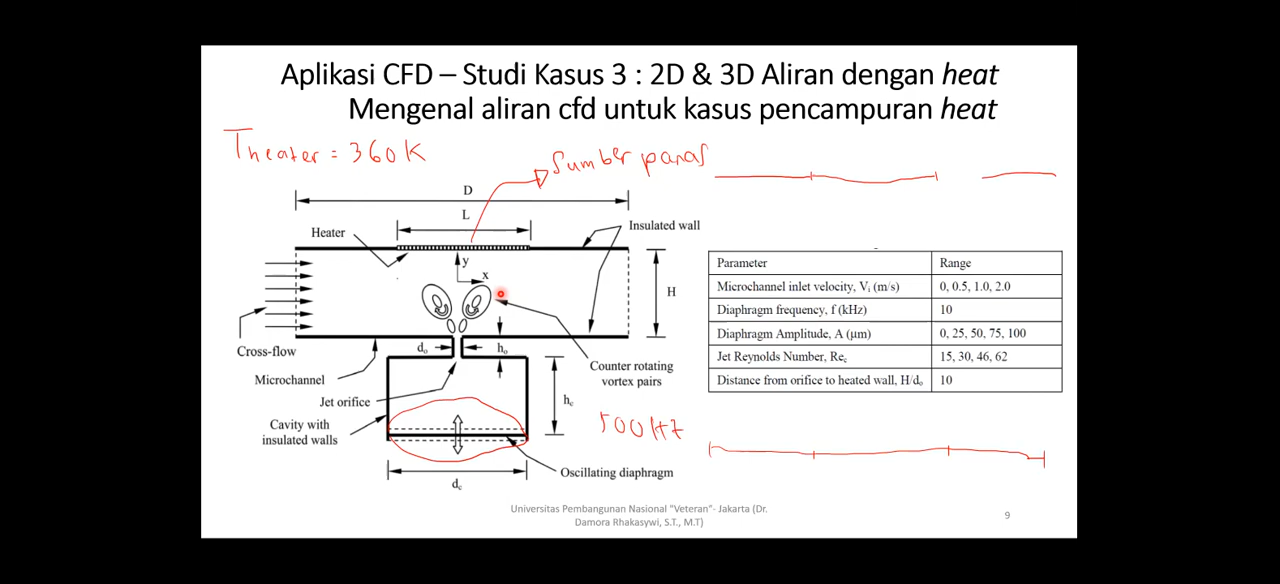 Aplikasi CFD – Studi Kasus 3 : 2D & 3D Aliran dengan heat
Mengenal aliran cfd untuk kasus pencampuran heat
Theater = 360 K
Sumber panas
D
L
Heater
Insulated wall
y
x
H
Cross-flow
d₀
h₀
Microchannel
Counter rotating
vortex pairs
Jet orifice
h꜀
Cavity with
insulated walls
500 Hz
Oscillating diaphragm
d꜀
Parameter Range
Microchannel inlet velocity, Vᵢ (m/s) 0, 0.5, 1.0, 2.0
Diaphragm frequency, f (kHz) 10
Diaphragm Amplitude, A (μm) 0, 25, 50, 75, 100
Jet Reynolds Number, Re꜀ 15, 30, 46, 62
Distance from orifice to heated wall, H/d₀ 10
Universitas Pembangunan Nasional "Veteran"- Jakarta (Dr.
Damora Rhakasywi, S.T., M.T)
9